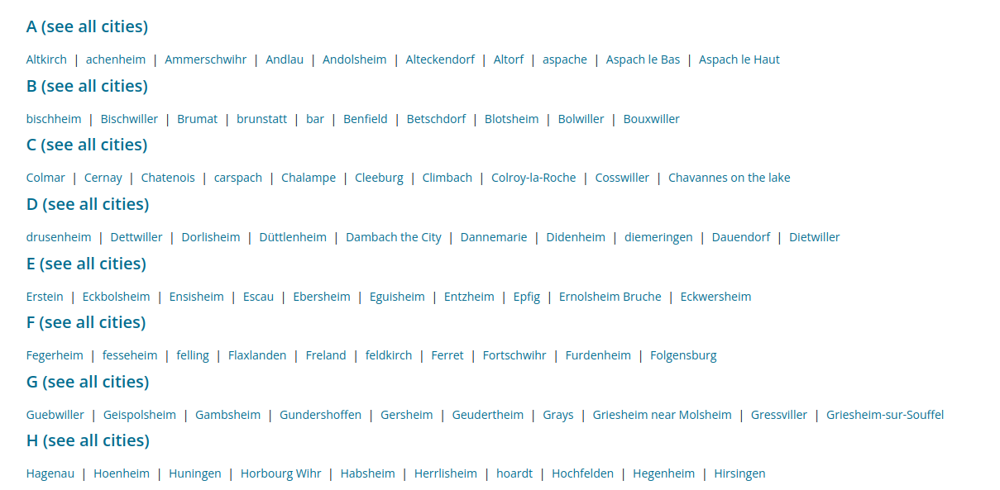 A (see all cities)
Altkirch | achenheim | Ammerschwihr | Andlau | Andolsheim | Alteckendorf | Altorf | aspache | Aspach le Bas | Aspach le Haut
B (see all cities)
bischheim | Bischwiller | Brumat | brunstatt | bar | Benfield | Betschdorf | Blotsheim | Bolwiller | Bouxwiller
C (see all cities)
Colmar | Cernay | Chatenois | carspach | Chalampe | Cleeburg | Climbach | Colroy-la-Roche | Cosswiller | Chavannes on the lake
D (see all cities)
drusenheim | Dettwiller | Dorlisheim | Düttlenheim | Dambach the City | Dannemarie | Didenheim | diemeringen | Dauendorf | Dietwiller
E (see all cities)
Erstein | Eckbolsheim | Ensisheim | Escau | Ebersheim | Eguisheim | Entzheim | Epfig | Ernolsheim Bruche | Eckwersheim
F (see all cities)
Fegerheim | fesseheim | felling | Flaxlanden | Freland | feldkirch | Ferret | Fortschwihr | Furdenheim | Folgensburg
G (see all cities)
Guebwiller | Geispolsheim | Gambsheim | Gundershoffen | Gersheim | Geudertheim | Grays | Griesheim near Molsheim | Gressviller | Griesheim-sur-Souffel
H (see all cities)
Hagenau | Hoenheim | Huningen | Horbourg Wihr | Habsheim | Herrlisheim | hoardt | Hochfelden | Hegenheim | Hirsingen